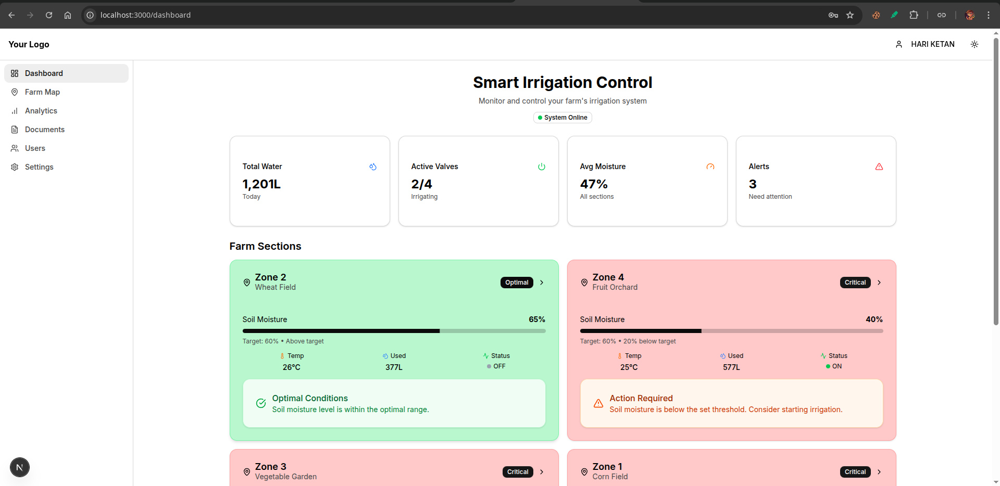 localhost:3000/dashboard
Your Logo
HARI KETAN
Dashboard
Farm Map
Analytics
Documents
Users
Settings
Smart Irrigation Control
Monitor and control your farm's irrigation system
System Online
Total Water
1,201L
Today
Active Valves
2/4
Irrigating
Avg Moisture
47%
All sections
Alerts
3
Need attention
Farm Sections
Zone 2
Wheat Field
Optimal
Soil Moisture
65%
Target: 60% • Above target
Temp
26°C
Used
377L
Status
OFF
Optimal Conditions
Soil moisture level is within the optimal range.
Zone 4
Fruit Orchard
Critical
Soil Moisture
40%
Target: 60% • 20% below target
Temp
25°C
Used
577L
Status
ON
Action Required
Soil moisture is below the set threshold. Consider starting irrigation.
Zone 3
Vegetable Garden
Critical
Zone 1
Corn Field
Critical
N